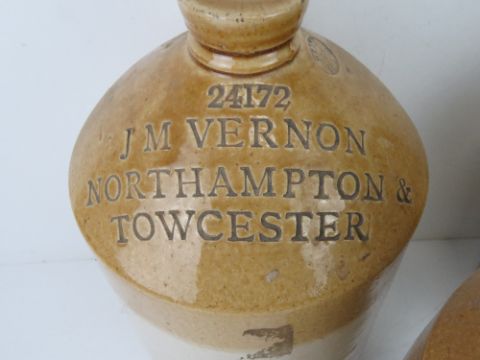 24172
J M VERNON
NORTHAMPTON &
TOWCESTER